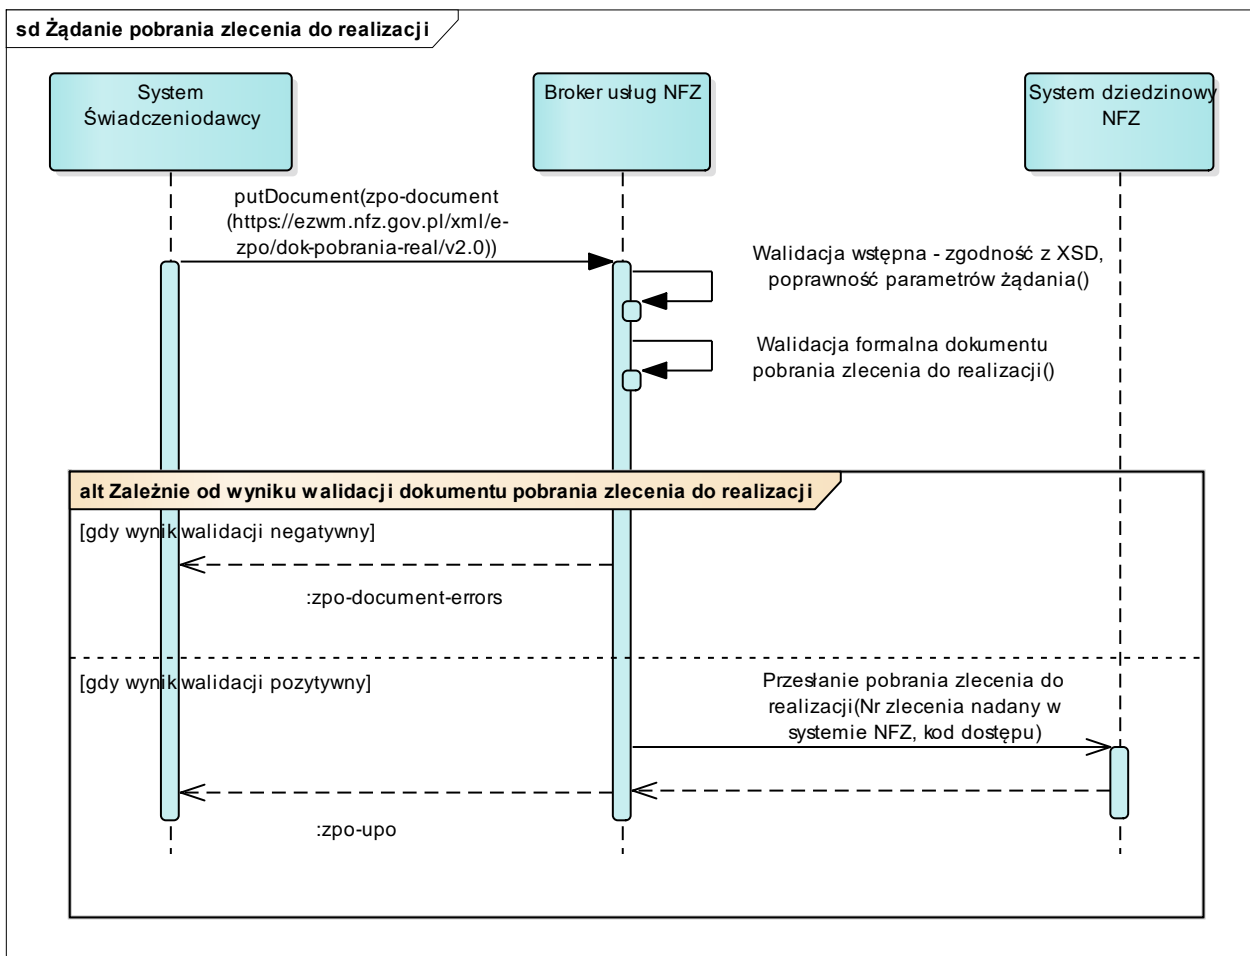 sd Żądanie pobrania zlecenia do realizacji
System
Świadczeniodawcy
Broker usług NFZ
System dziedzinowy
NFZ
putDocument(zpo-document
(https://ezwm.nfz.gov.pl/xml/e-
zpo/dok-pobrania-real/v2.0))
Walidacja wstępna - zgodność z XSD,
poprawność parametrów żądania()
Walidacja formalna dokumentu
pobrania zlecenia do realizacji()
alt Zależnie od wyniku walidacji dokumentu pobrania zlecenia do realizacji
[gdy wynik walidacji negatywny]
:zpo-document-errors
[gdy wynik walidacji pozytywny]
Przesłanie pobrania zlecenia do
realizacji(Nr zlecenia nadany w
systemie NFZ, kod dostępu)
:zpo-upo